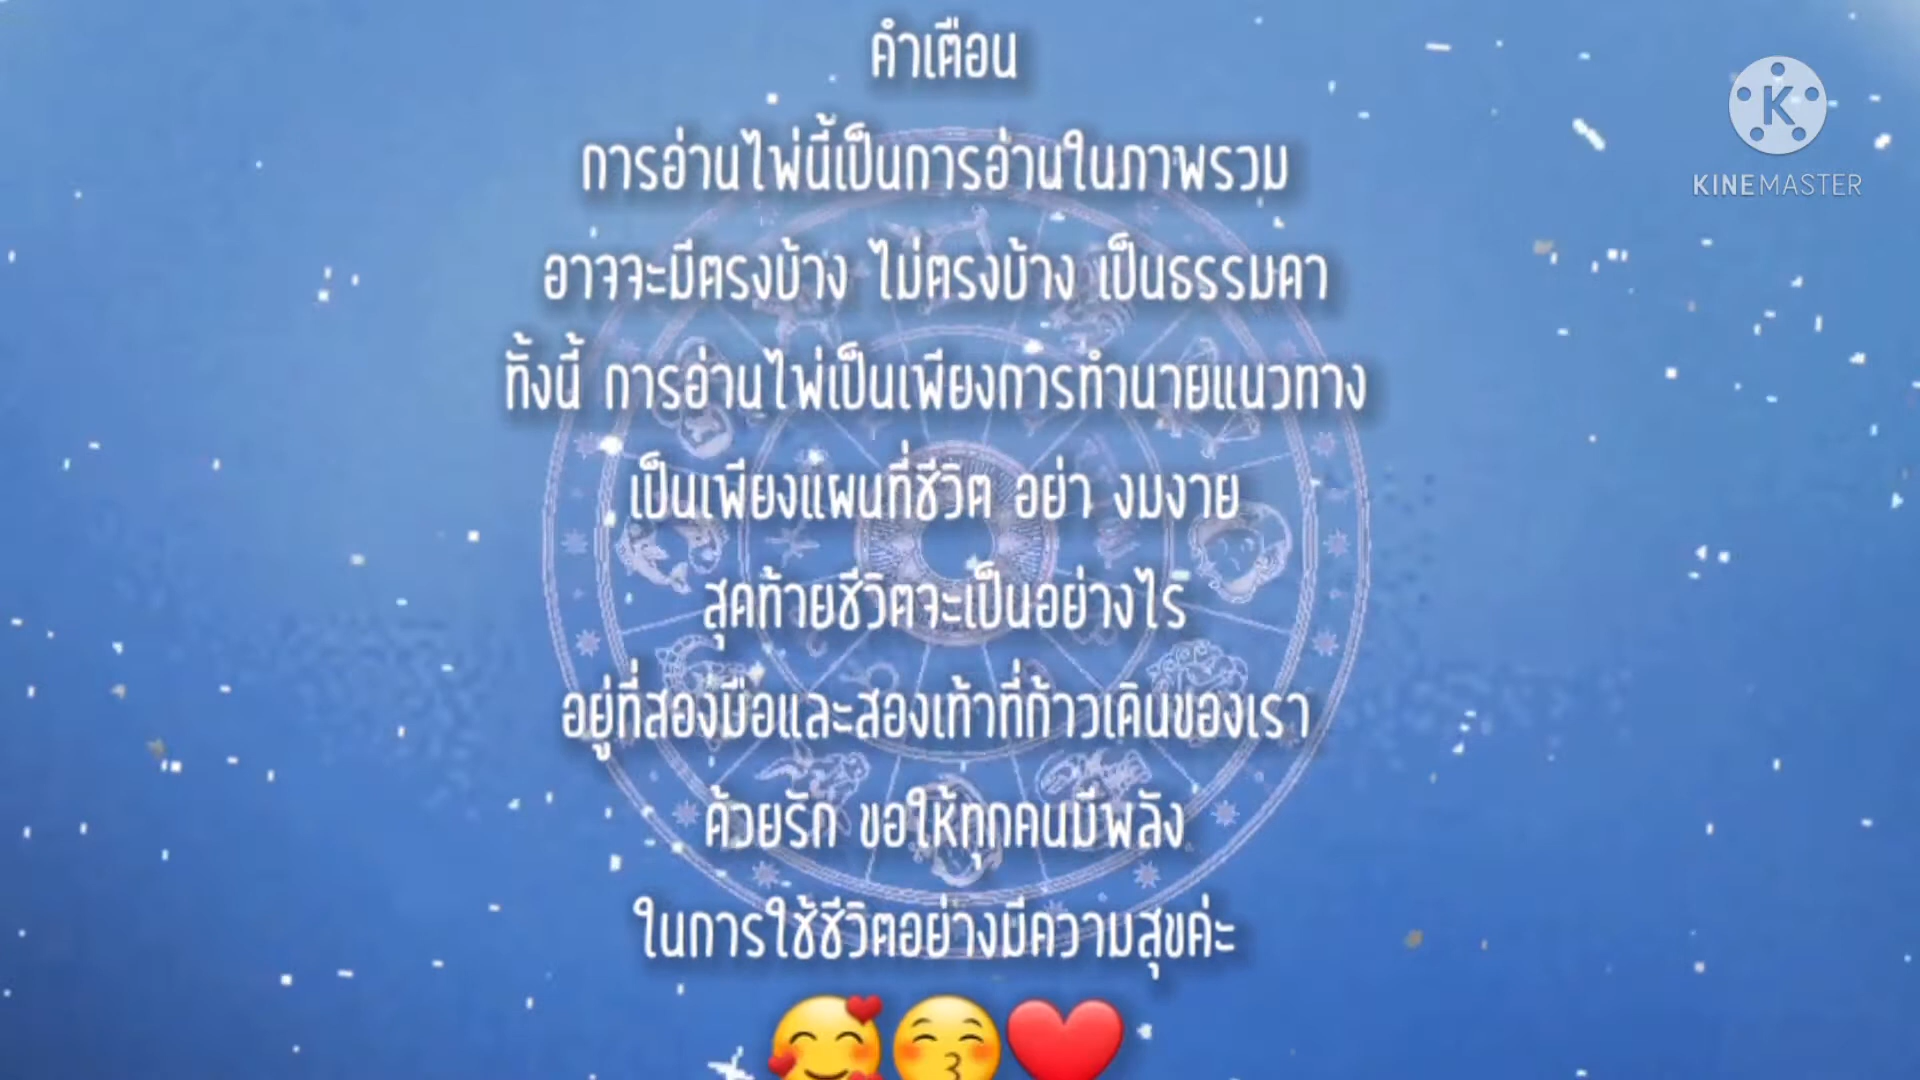 คำเตือน
K
KINEMASTER
การอ่านไพ่นี้เป็นการอ่านในภาพรวม
อาจจะมีตรงบ้าง ไม่ตรงบ้าง เป็นธรรมดา
ทั้งนี้ การอ่านไพ่เป็นเพียงการทำนายแนวทาง
เป็นเพียงแผนที่ชีวิต อย่า งมงาย
สุดท้ายชีวิตจะเป็นอย่างไร
อยู่ที่สองมือและสองเท้าที่ก้าวเดินของเรา
ด้วยรัก ขอให้ทุกคนมีพลัง
ในการใช้ชีวิตอย่างมีความสุขค่ะ
🥰😚❤️